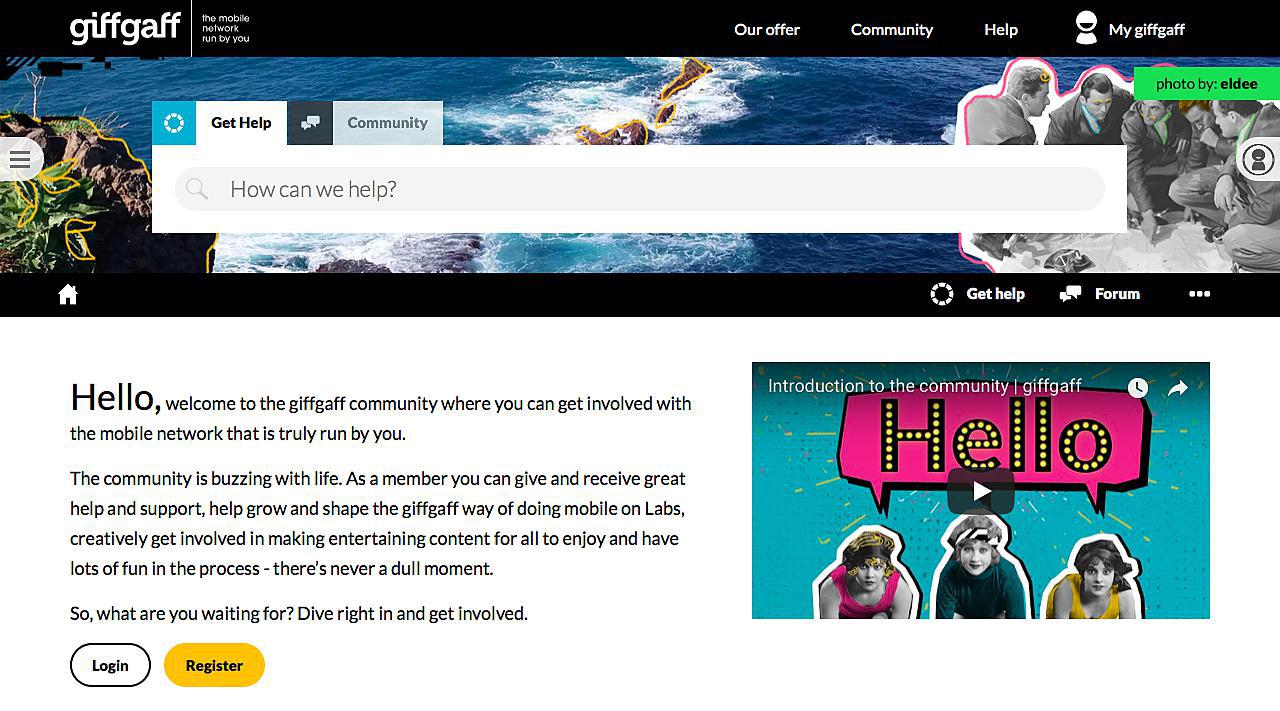 giffgaff
the mobile
network
run by you
Our offer
Community
Help
My giffgaff
photo by: eldee
Get Help
Community
How can we help?
Get help
Forum
Hello, welcome to the giffgaff community where you can get involved with
the mobile network that is truly run by you.
The community is buzzing with life. As a member you can give and receive great
help and support, help grow and shape the giffgaff way of doing mobile on Labs,
creatively get involved in making entertaining content for all to enjoy and have
lots of fun in the process - there's never a dull moment.
So, what are you waiting for? Dive right in and get involved.
Login
Register
Introduction to the community | giffgaff
Hello